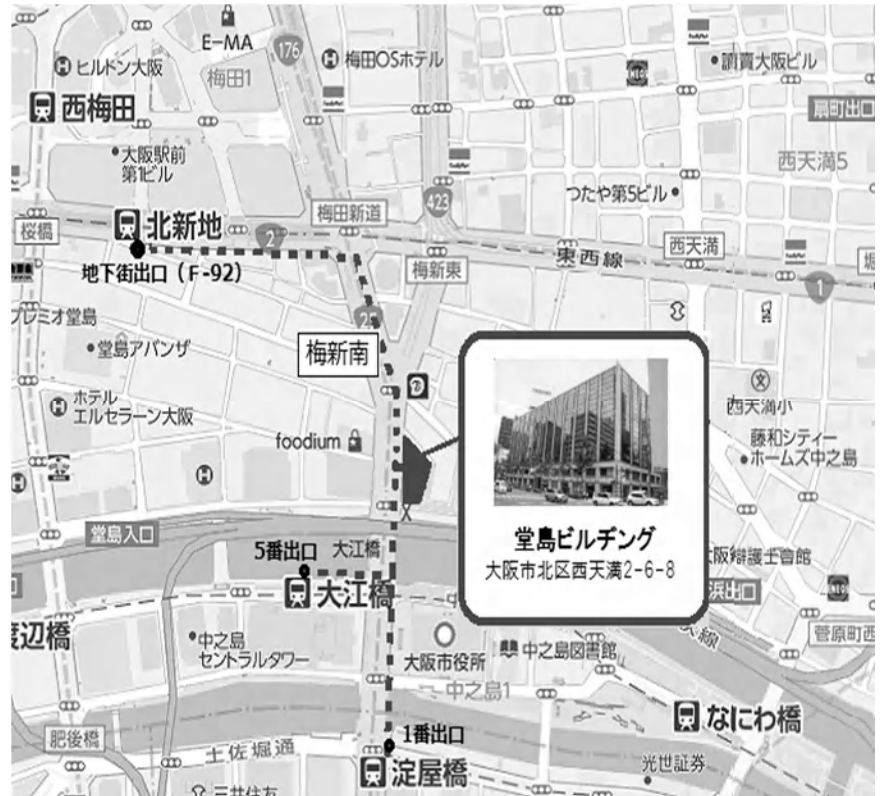 E-MA
176
ヒルトン大阪
梅田1
梅田OSホテル
讀賣大阪ビル
西梅田
扇町出口
大阪駅前
第1ビル
西天満5
423
つたや第5ビル
北新地
梅田新道
桜橋
2
西天満
東西線
梅新東
地下街出口（F-92）
1
25
プレミオ堂島
梅新南
堂島アバンザ
ホテル
エルセラーン大阪
西天満小
藤和シティー
ホームズ中之島
foodium
堂島ビルヂング
大阪市北区西天満2-6-8
堂島入口
5番出口
大江橋
大江橋
大阪弁護士会館
浜出口
菅原町西
渡辺橋
中之島
セントラルタワー
大阪市役所
中之島図書館
中之島1
なにわ橋
1番出口
肥後橋
土佐堀通
淀屋橋
光世証券
三井住友